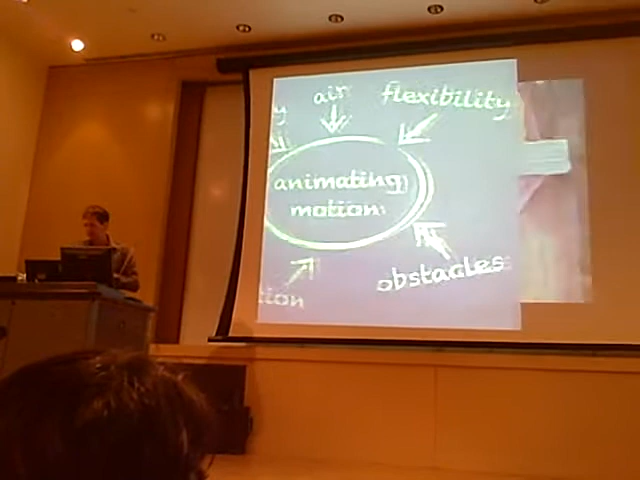 air
flexibility
animating
motion
obstacles